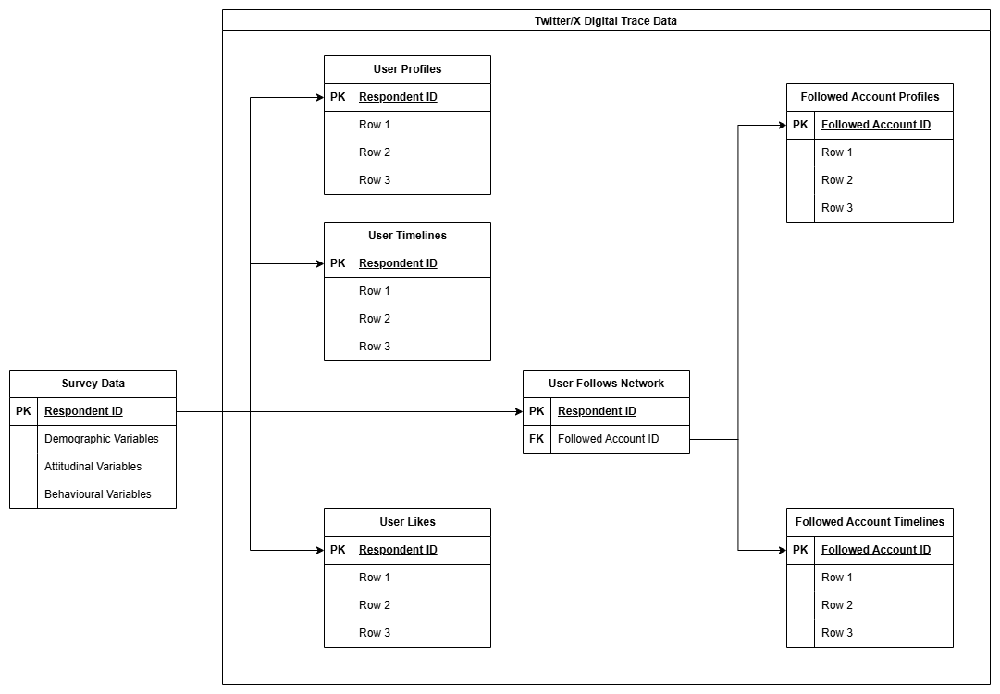 Twitter/X Digital Trace Data
User Profiles
PK Respondent ID
Row 1
Row 2
Row 3
User Timelines
PK Respondent ID
Row 1
Row 2
Row 3
Survey Data
PK Respondent ID
Demographic Variables
Attitudinal Variables
Behavioural Variables
User Follows Network
PK Respondent ID
FK Followed Account ID
User Likes
PK Respondent ID
Row 1
Row 2
Row 3
Followed Account Profiles
PK Followed Account ID
Row 1
Row 2
Row 3
Followed Account Timelines
PK Followed Account ID
Row 1
Row 2
Row 3